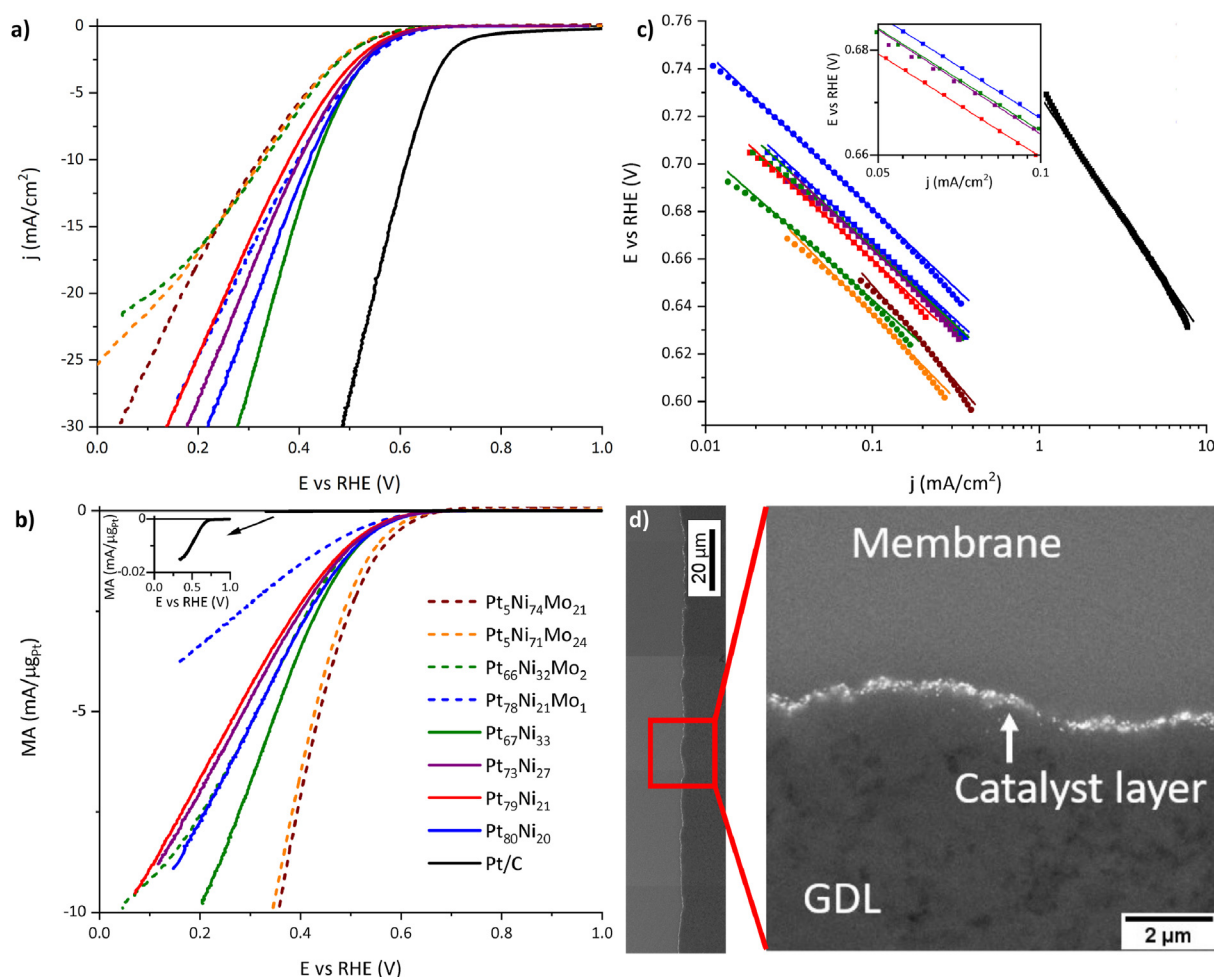 a)
0
-5
-10
-15
-20
-25
-30
j (mA/cm²)
0.0 0.2 0.4 0.6 0.8 1.0
E vs RHE (V)
c)
0.76
0.74
0.72
0.70
0.68
0.66
0.64
0.62
0.60
E vs RHE (V)
0.01 0.1 1 10
j (mA/cm²)
0.68
0.66
E vs RHE (V)
0.05 0.1
j (mA/cm²)
b)
0
-5
-10
MA (mA/µgPt)
0.0 0.2 0.4 0.6 0.8 1.0
E vs RHE (V)
0
-0.02
MA (mA/µgPt)
0.0 0.5 1.0
E vs RHE (V)
Pt₅Ni₇₄Mo₂₁
Pt₅Ni₇₁Mo₂₄
Pt₆₆Ni₃₂Mo₂
Pt₇₈Ni₂₁Mo₁
Pt₆₇Ni₃₃
Pt₇₃Ni₂₇
Pt₇₉Ni₂₁
Pt₈₀Ni₂₀
Pt/C
d)
20 µm
Membrane
Catalyst layer
GDL
2 µm